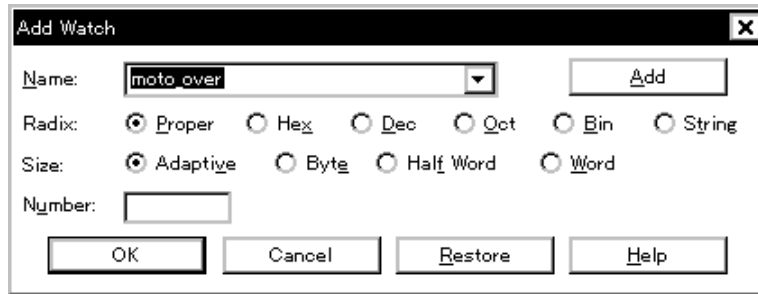 Add Watch
Name: moto_over Add
Radix: Proper Hex Dec Oct Bin String
Size: Adaptive Byte Half Word Word
Number:
OK Cancel Restore Help